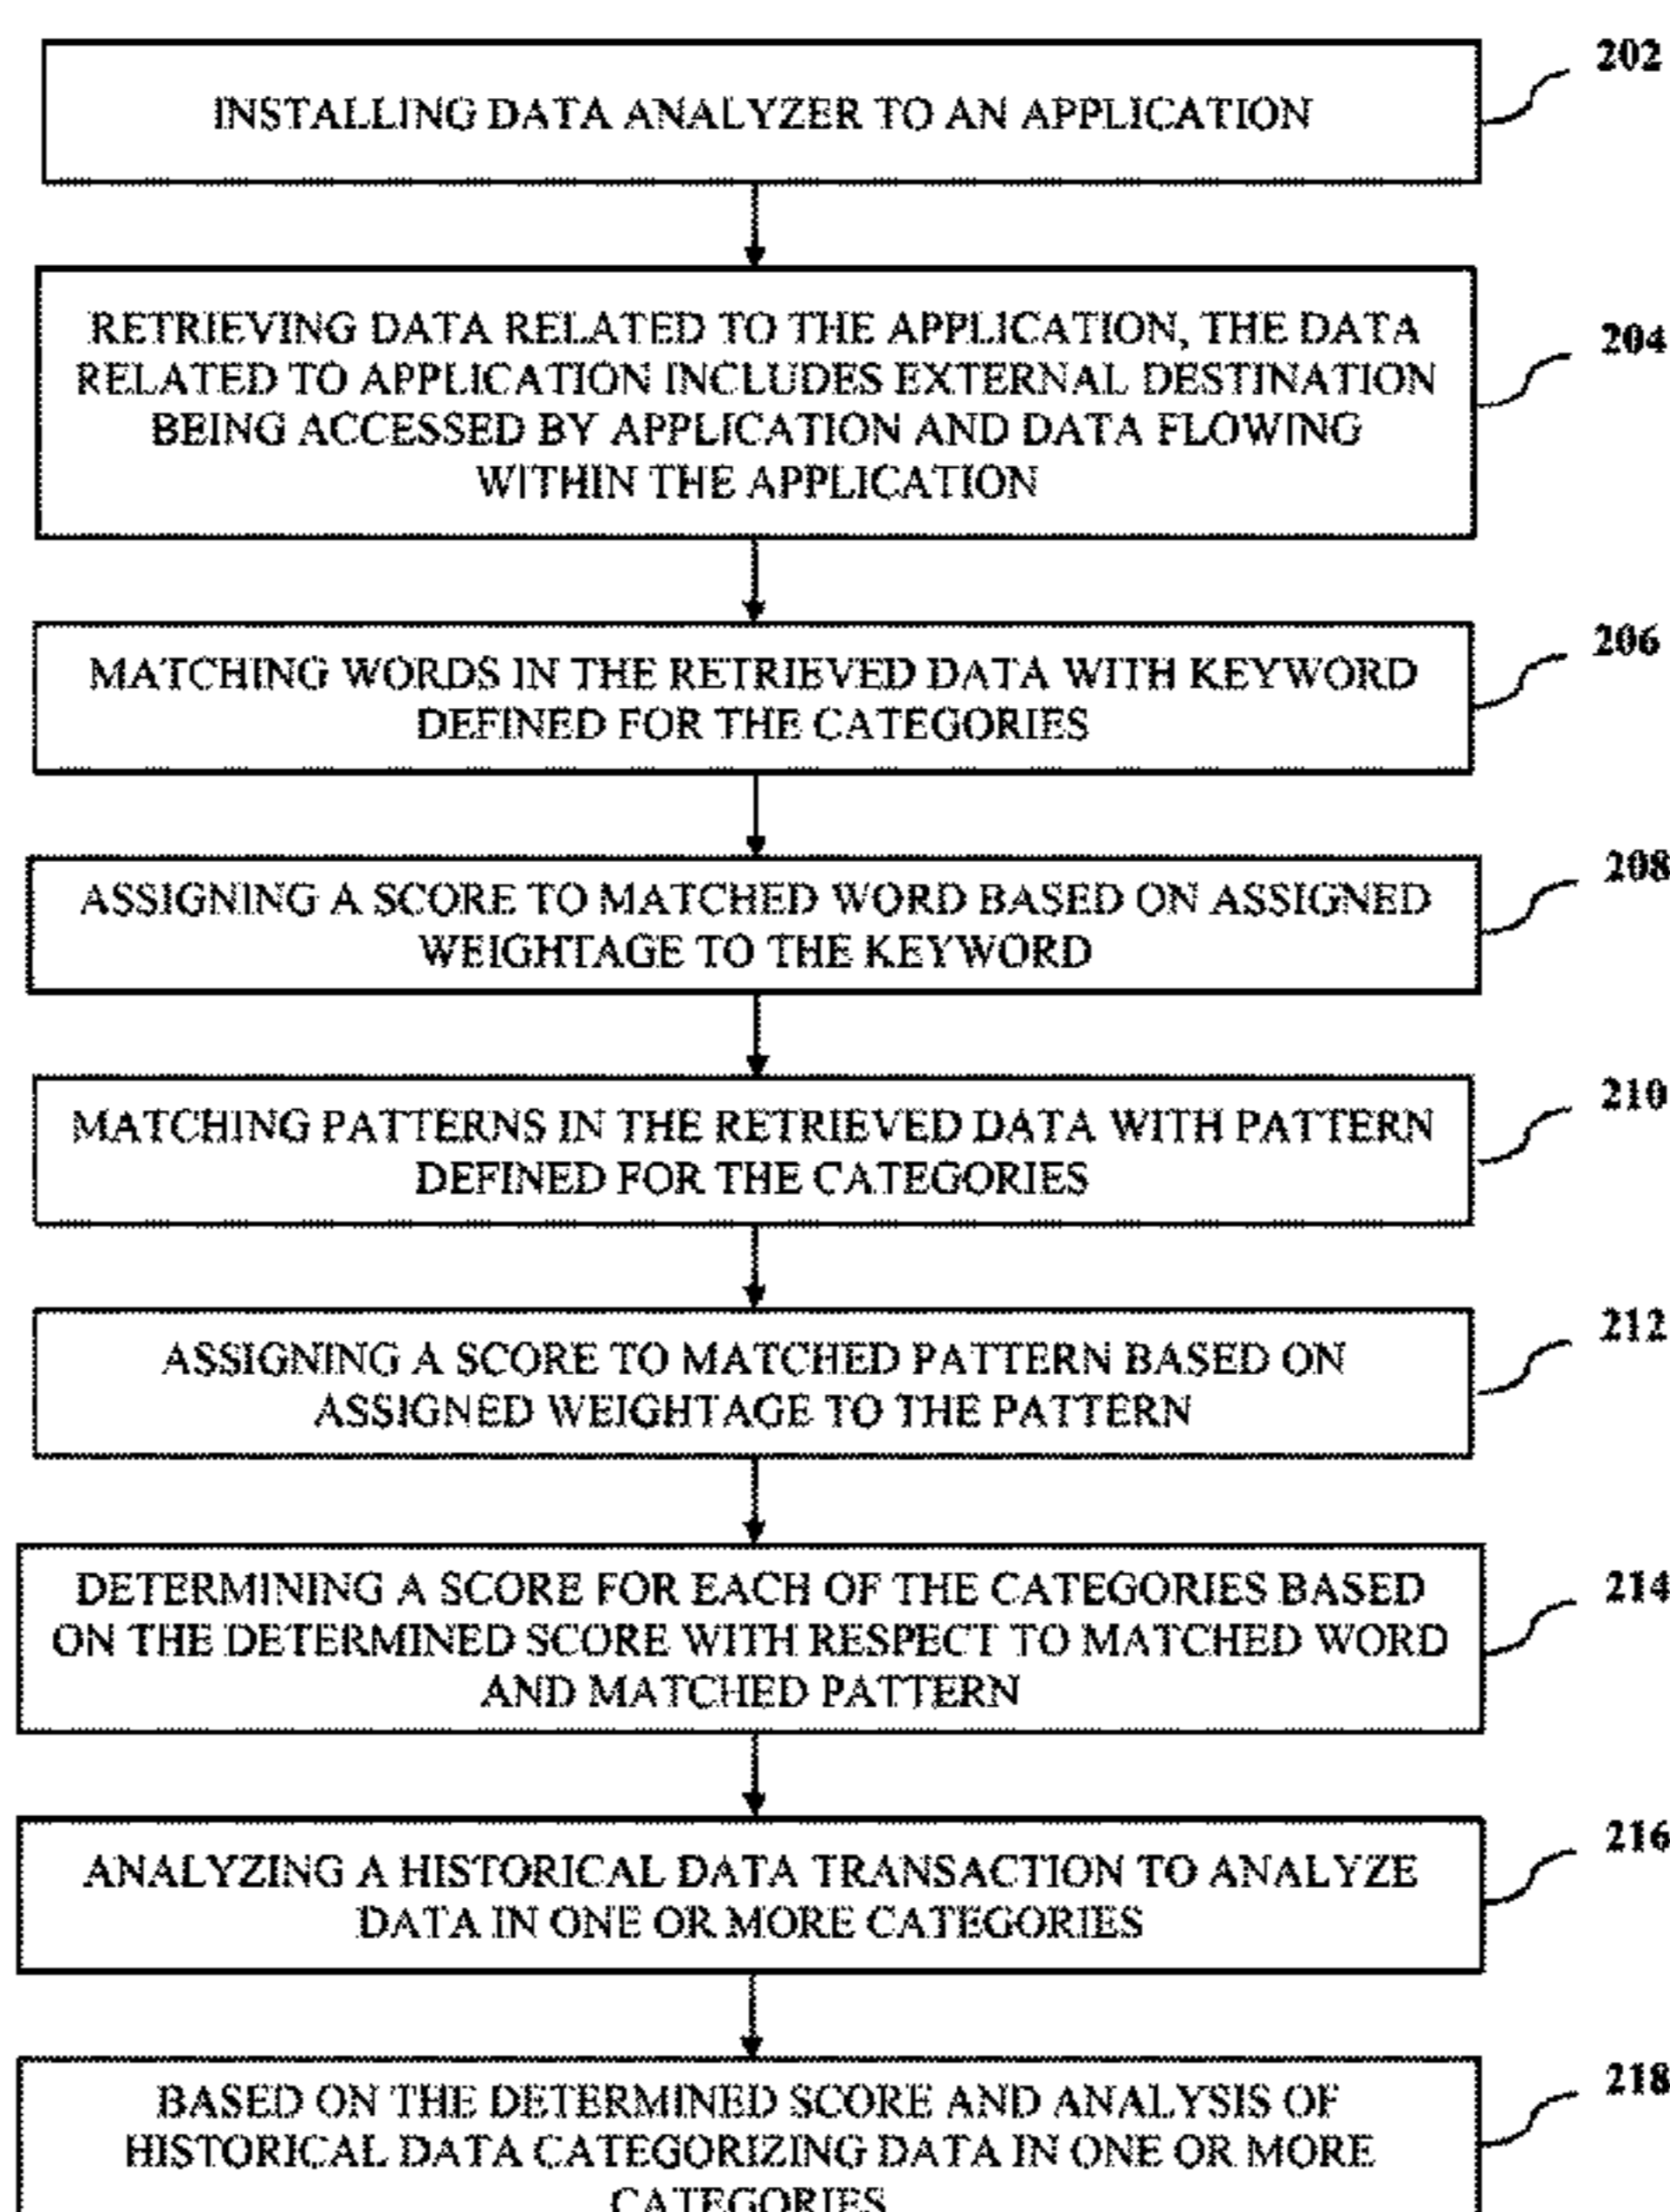 202
INSTALLING DATA ANALYZER TO AN APPLICATION
204
RETRIEVING DATA RELATED TO THE APPLICATION, THE DATA
RELATED TO APPLICATION INCLUDES EXTERNAL DESTINATION
BEING ACCESSED BY APPLICATION AND DATA FLOWING
WITHIN THE APPLICATION
206
MATCHING WORDS IN THE RETRIEVED DATA WITH KEYWORD
DEFINED FOR THE CATEGORIES
208
ASSIGNING A SCORE TO MATCHED WORD BASED ON ASSIGNED
WEIGHTAGE TO THE KEYWORD
210
MATCHING PATTERNS IN THE RETRIEVED DATA WITH PATTERN
DEFINED FOR THE CATEGORIES
212
ASSIGNING A SCORE TO MATCHED PATTERN BASED ON
ASSIGNED WEIGHTAGE TO THE PATTERN
214
DETERMINING A SCORE FOR EACH OF THE CATEGORIES BASED
ON THE DETERMINED SCORE WITH RESPECT TO MATCHED WORD
AND MATCHED PATTERN
216
ANALYZING A HISTORICAL DATA TRANSACTION TO ANALYZE
DATA IN ONE OR MORE CATEGORIES
218
BASED ON THE DETERMINED SCORE AND ANALYSIS OF
HISTORICAL DATA CATEGORIZING DATA IN ONE OR MORE
CATEGORIES